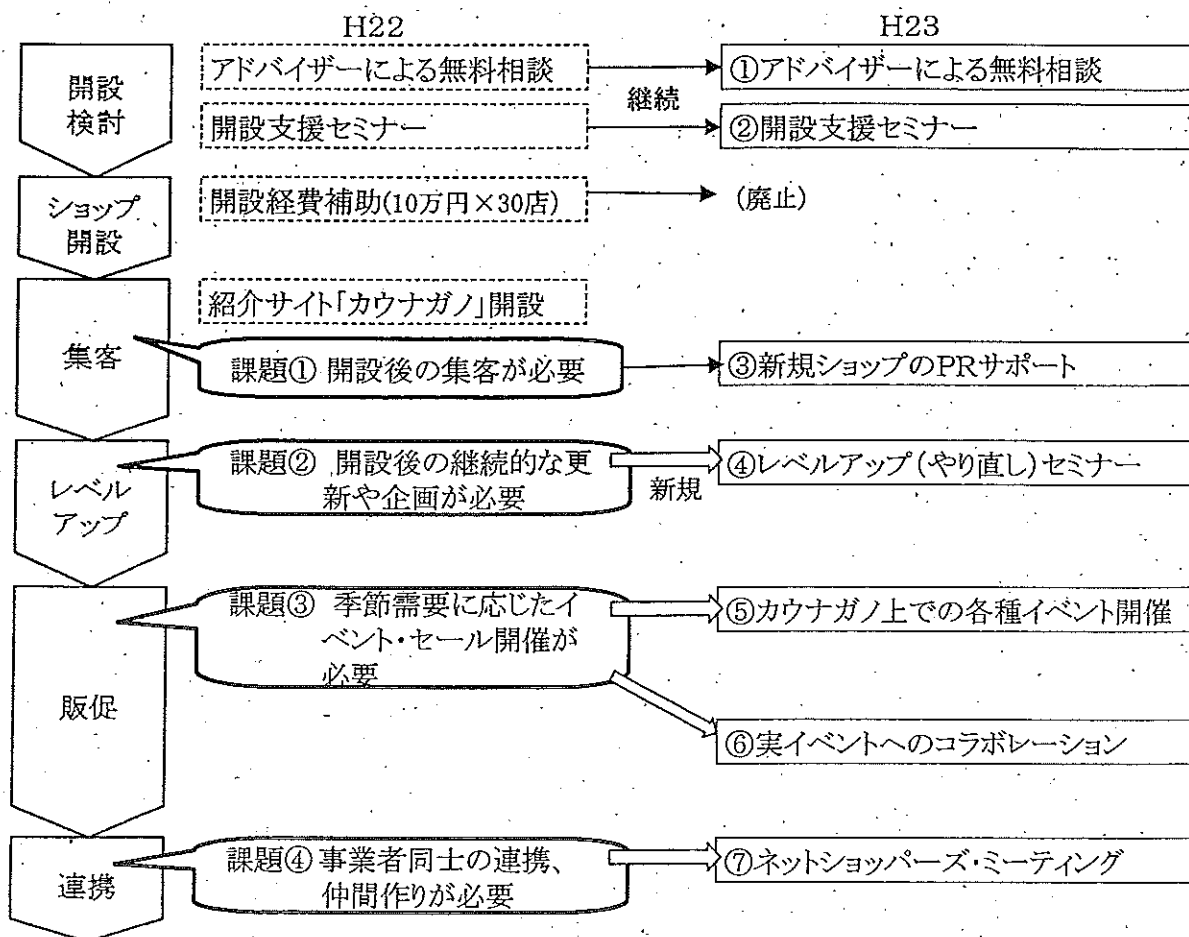 H22
H23
開設
検討
アドバイザーによる無料相談
①アドバイザーによる無料相談
継続
開設支援セミナー
②開設支援セミナー
ショップ
開設
開設経費補助(10万円×30店)
(廃止)
集客
紹介サイト「カウナガノ」開設
課題① 開設後の集客が必要
③新規ショップのPRサポート
レベル
アップ
課題② 開設後の継続的な更
新や企画が必要
新規
④レベルアップ(やり直し)セミナー
販促
課題③ 季節需要に応じたイ
ベント・セール開催が
必要
⑤カウナガノ上での各種イベント開催
⑥実イベントへのコラボレーション
連携
課題④ 事業者同士の連携、
仲間作りが必要
⑦ネットショッパーズ・ミーティング